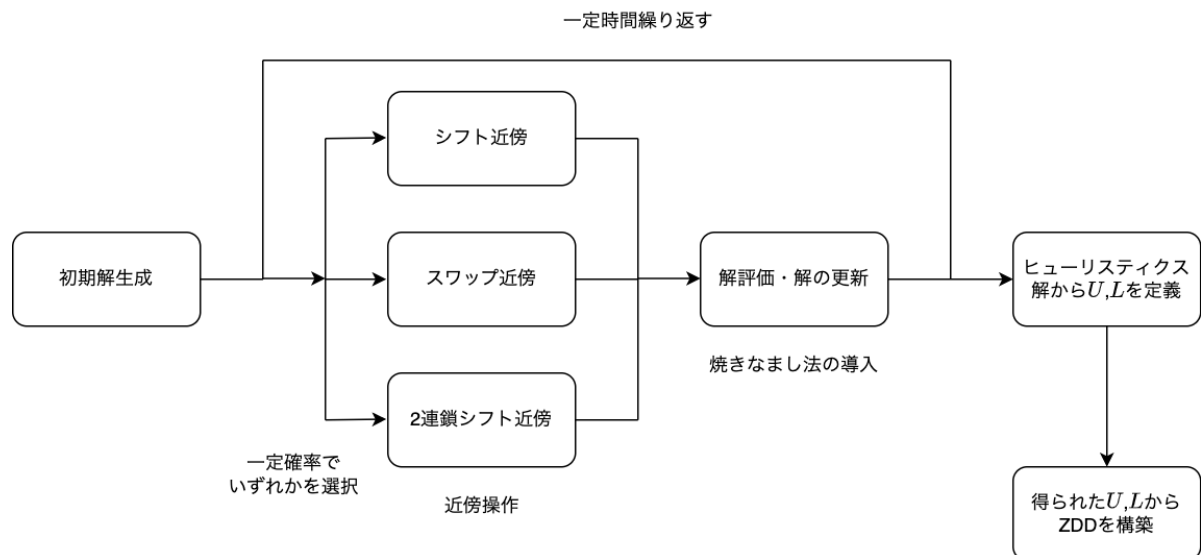 一定時間繰り返す
シフト近傍
初期解生成
スワップ近傍
解評価・解の更新
ヒューリスティクス
解からU,Lを定義
焼きなまし法の導入
2連鎖シフト近傍
一定確率で
いずれかを選択
近傍操作
得られたU,Lから
ZDDを構築